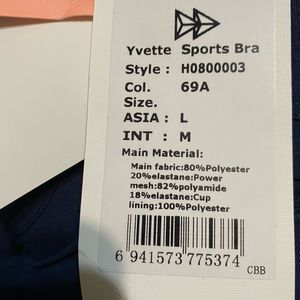 Yvette Sports Bra
Style : H0800003
Col. 69A
Size.
ASIA : L
INT : M
Main Material:
Main fabric:80%Polyester
20%elastane:Power
mesh:82%polyamide
18%elastane:Cup
lining:100%Polyester
6 941573 775374
CBB